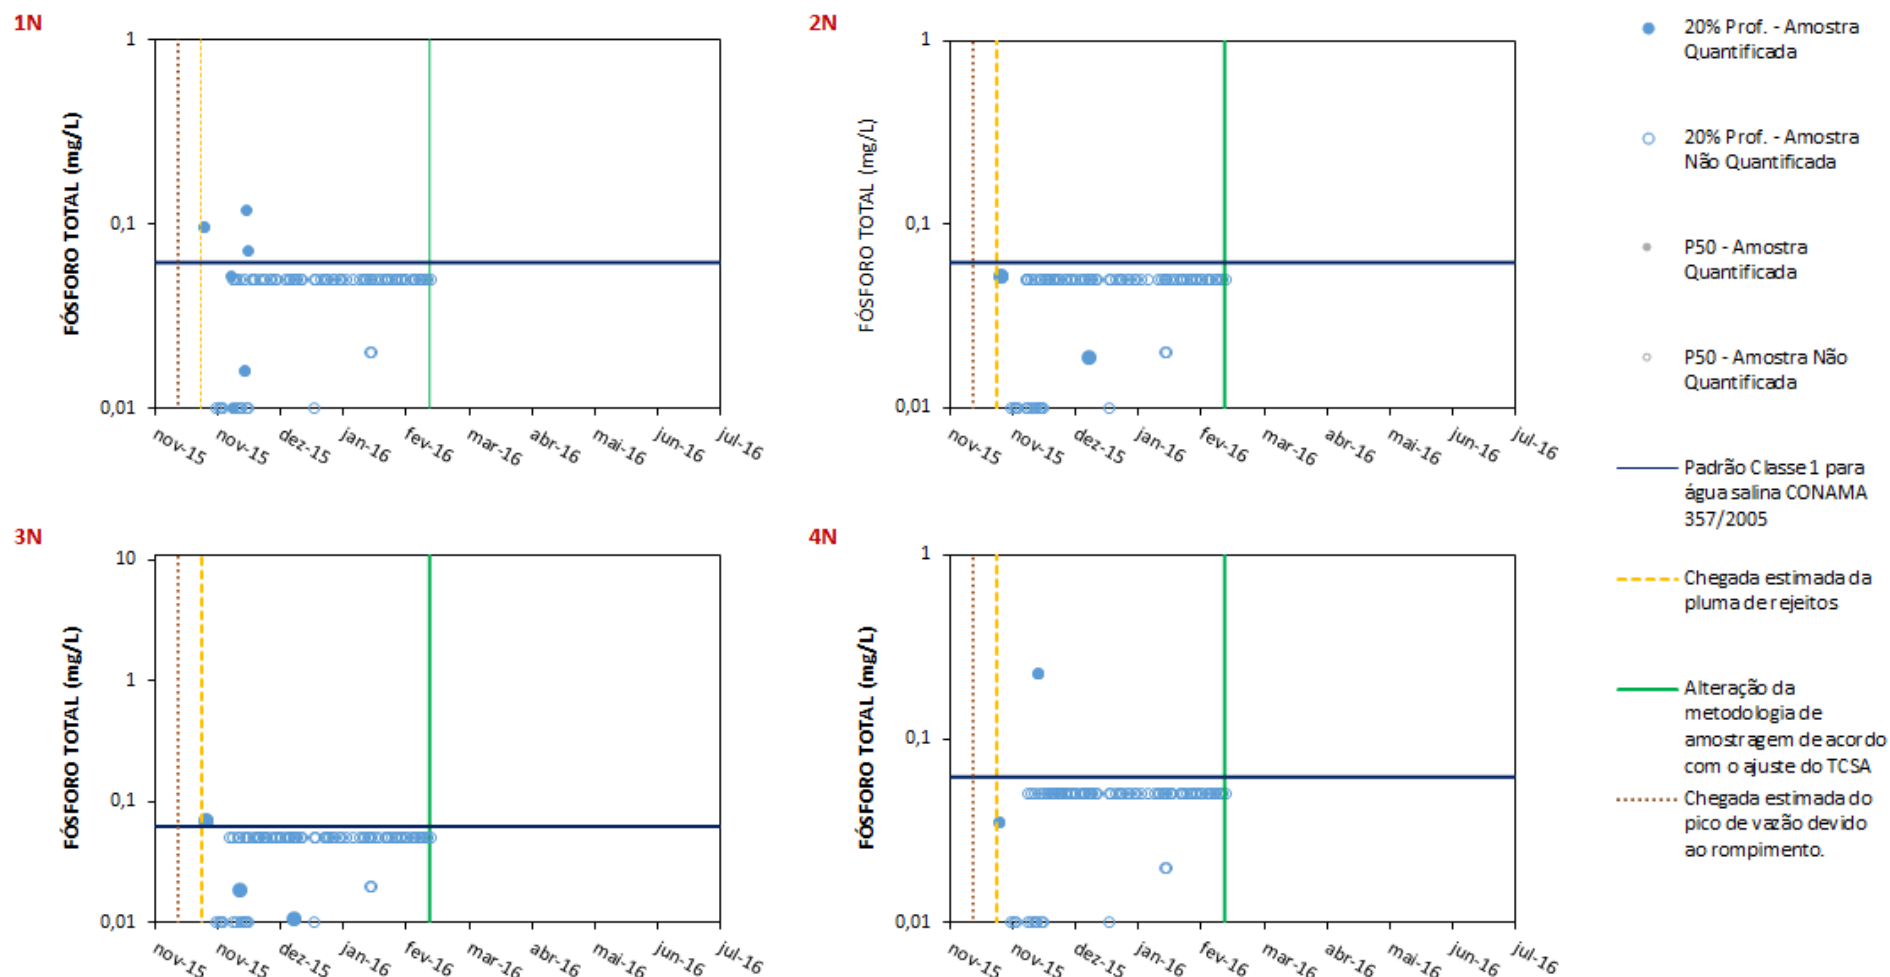 1N
1
0,1
0,01
FÓSFORO TOTAL (mg/L)
nov-15
nov-15
dez-15
jan-16
fev-16
mar-16
abr-16
mai-16
jun-16
jul-16
2N
1
0,1
0,01
FÓSFORO TOTAL (mg/L)
nov-15
nov-15
dez-15
jan-16
fev-16
mar-16
abr-16
mai-16
jun-16
jul-16
3N
10
1
0,1
0,01
FÓSFORO TOTAL (mg/L)
nov-15
nov-15
dez-15
jan-16
fev-16
mar-16
abr-16
mai-16
jun-16
jul-16
4N
1
0,1
0,01
FÓSFORO TOTAL (mg/L)
nov-15
nov-15
dez-15
jan-16
fev-16
mar-16
abr-16
mai-16
jun-16
jul-16
20% Prof. - Amostra
Quantificada
20% Prof. - Amostra
Não Quantificada
P50 - Amostra
Quantificada
P50 - Amostra Não
Quantificada
Padrão Classe 1 para
água salina CONAMA
357/2005
Chegada estimada da
pluma de rejeitos
Alteração da
metodologia de
amostragem de acordo
com o ajuste do TCSA
Chegada estimada do
pico de vazão devido
ao rompimento.